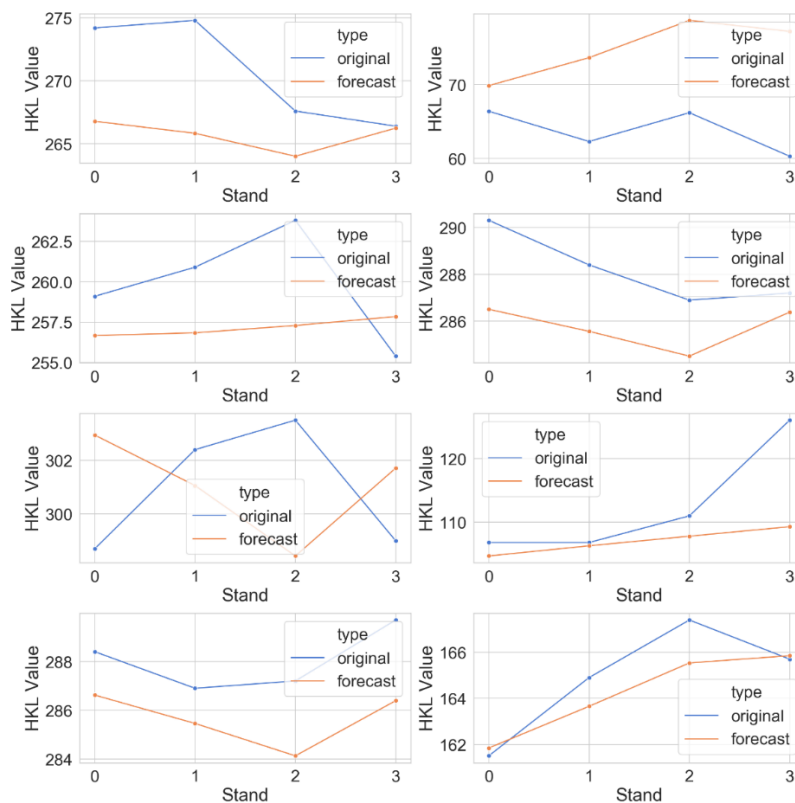 275
270
265
HKL Value
type
original
forecast
0 1 2 3
Stand
70
60
HKL Value
type
original
forecast
0 1 2 3
Stand
262.5
260.0
257.5
255.0
HKL Value
type
original
forecast
0 1 2 3
Stand
290
288
286
HKL Value
type
original
forecast
0 1 2 3
Stand
302
300
HKL Value
type
original
forecast
0 1 2 3
Stand
120
110
HKL Value
type
original
forecast
0 1 2 3
Stand
288
286
284
HKL Value
type
original
forecast
0 1 2 3
Stand
166
164
162
HKL Value
type
original
forecast
0 1 2 3
Stand